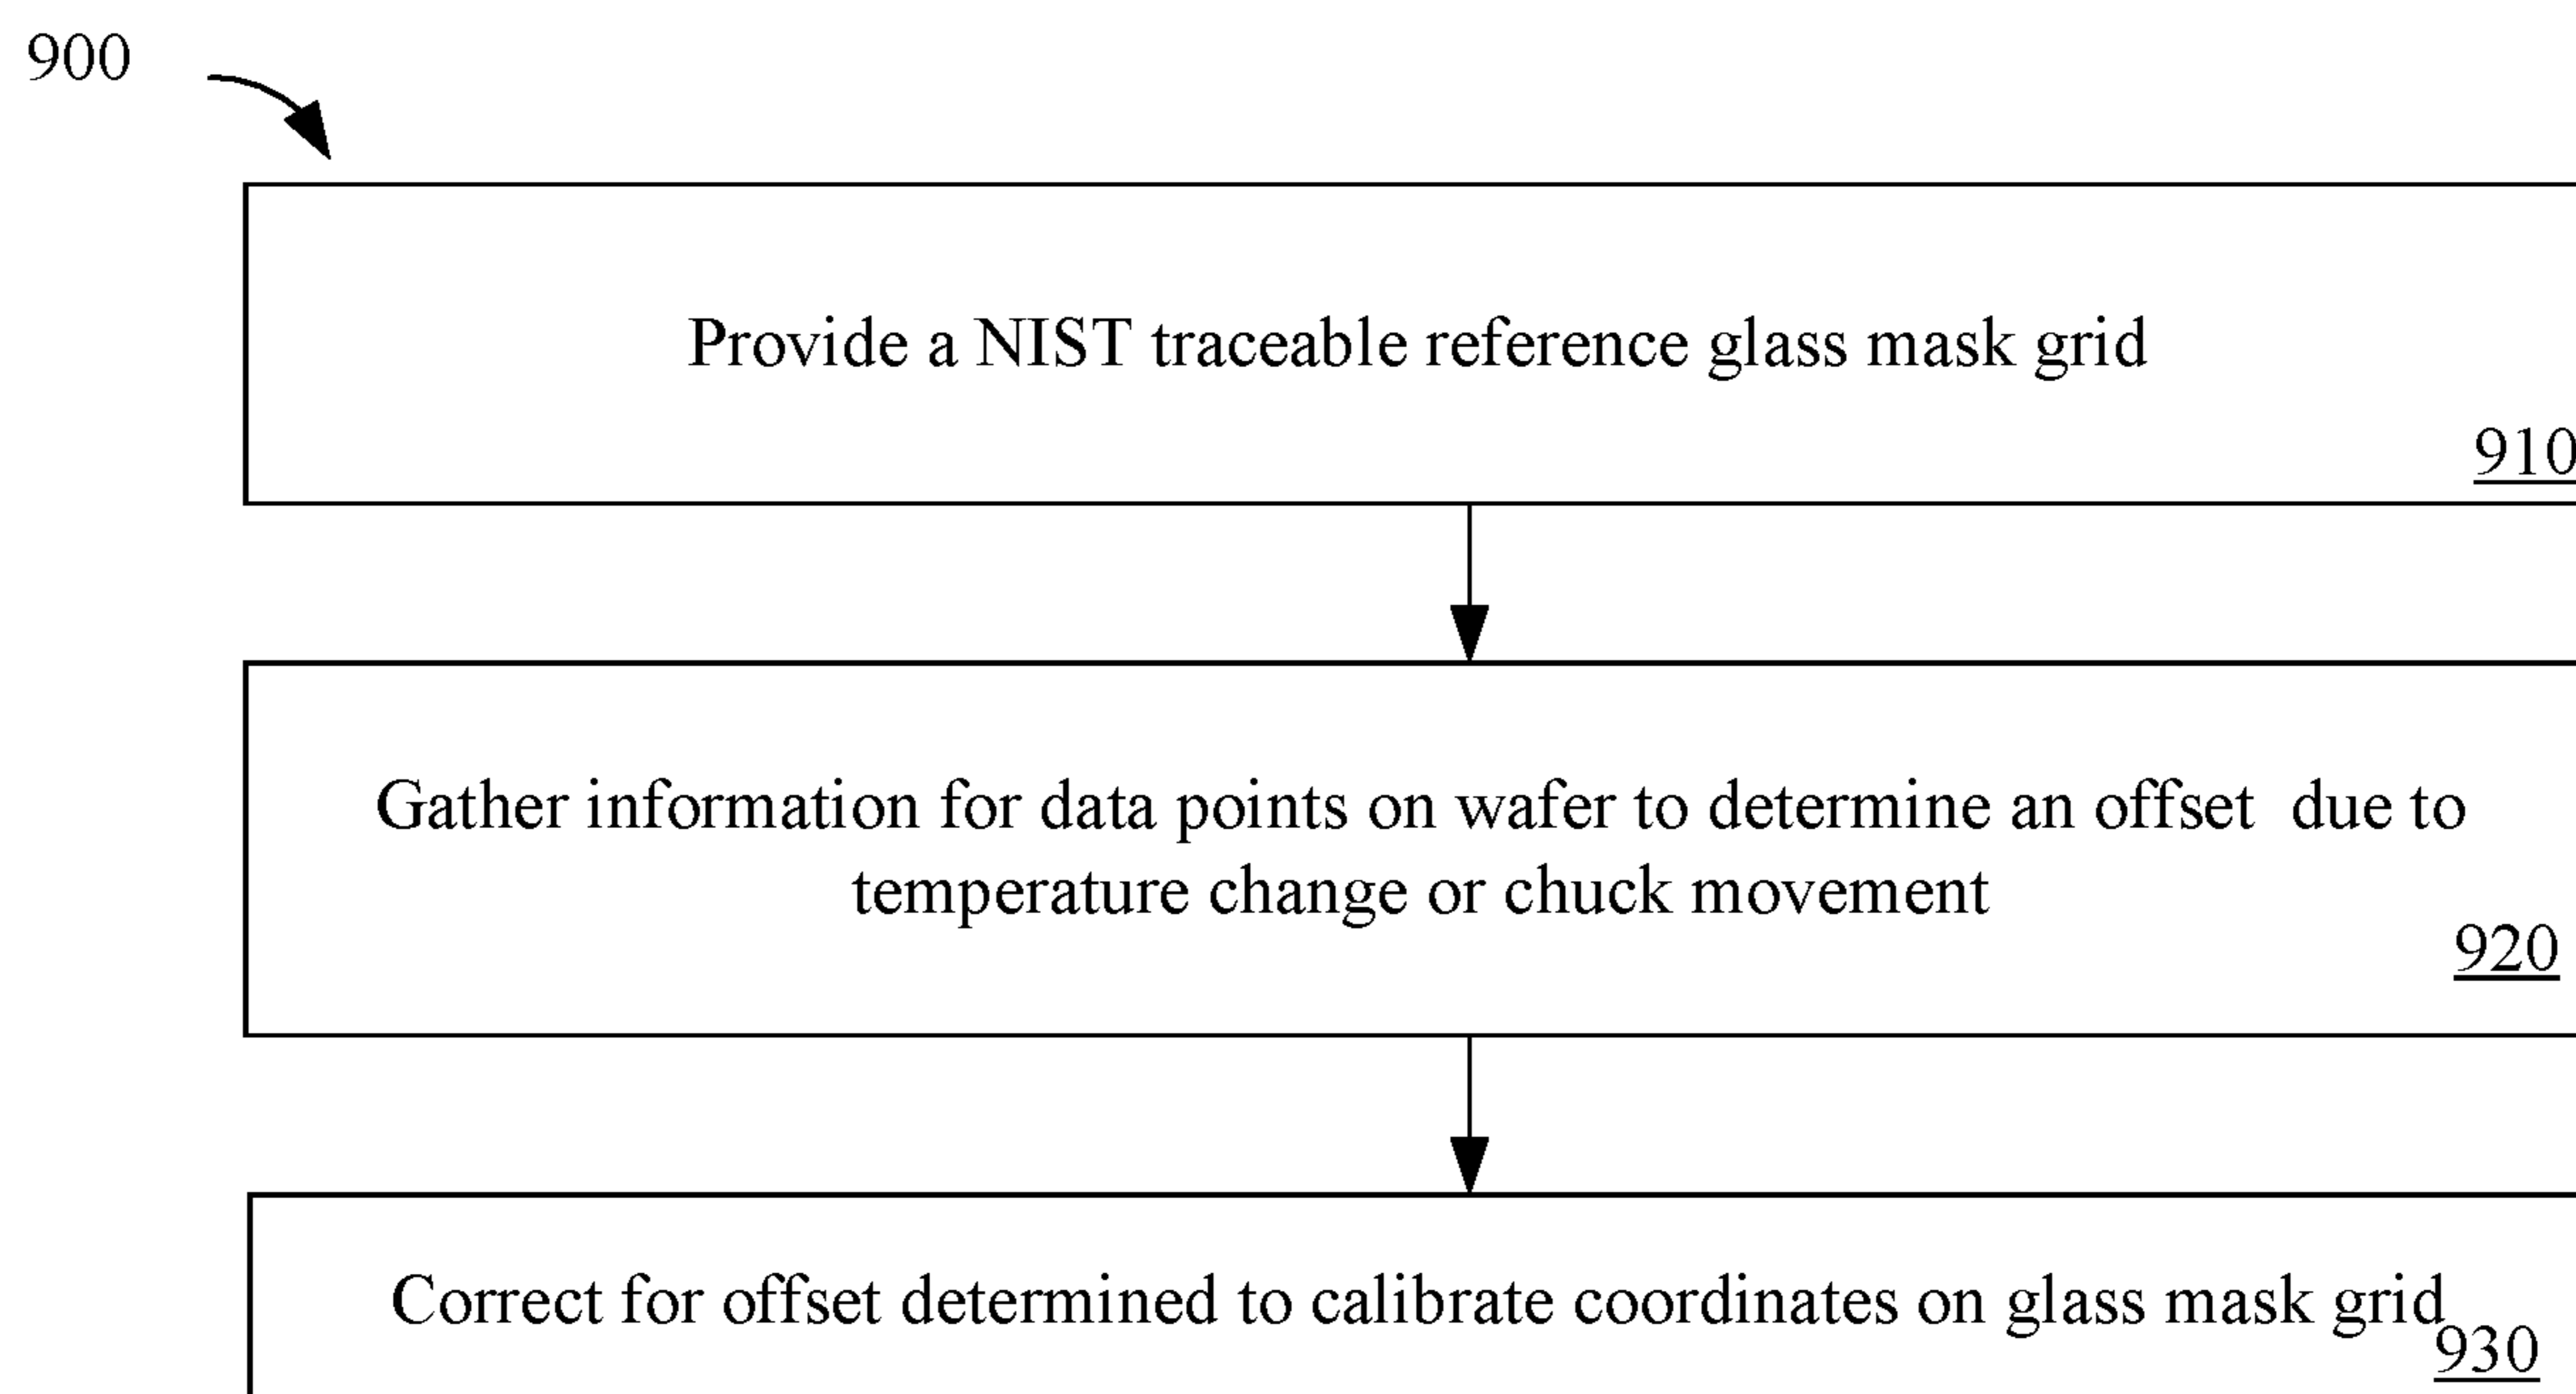 900
Provide a NIST traceable reference glass mask grid
910
Gather information for data points on wafer to determine an offset  due to
temperature change or chuck movement
920
Correct for offset determined to calibrate coordinates on glass mask grid
930